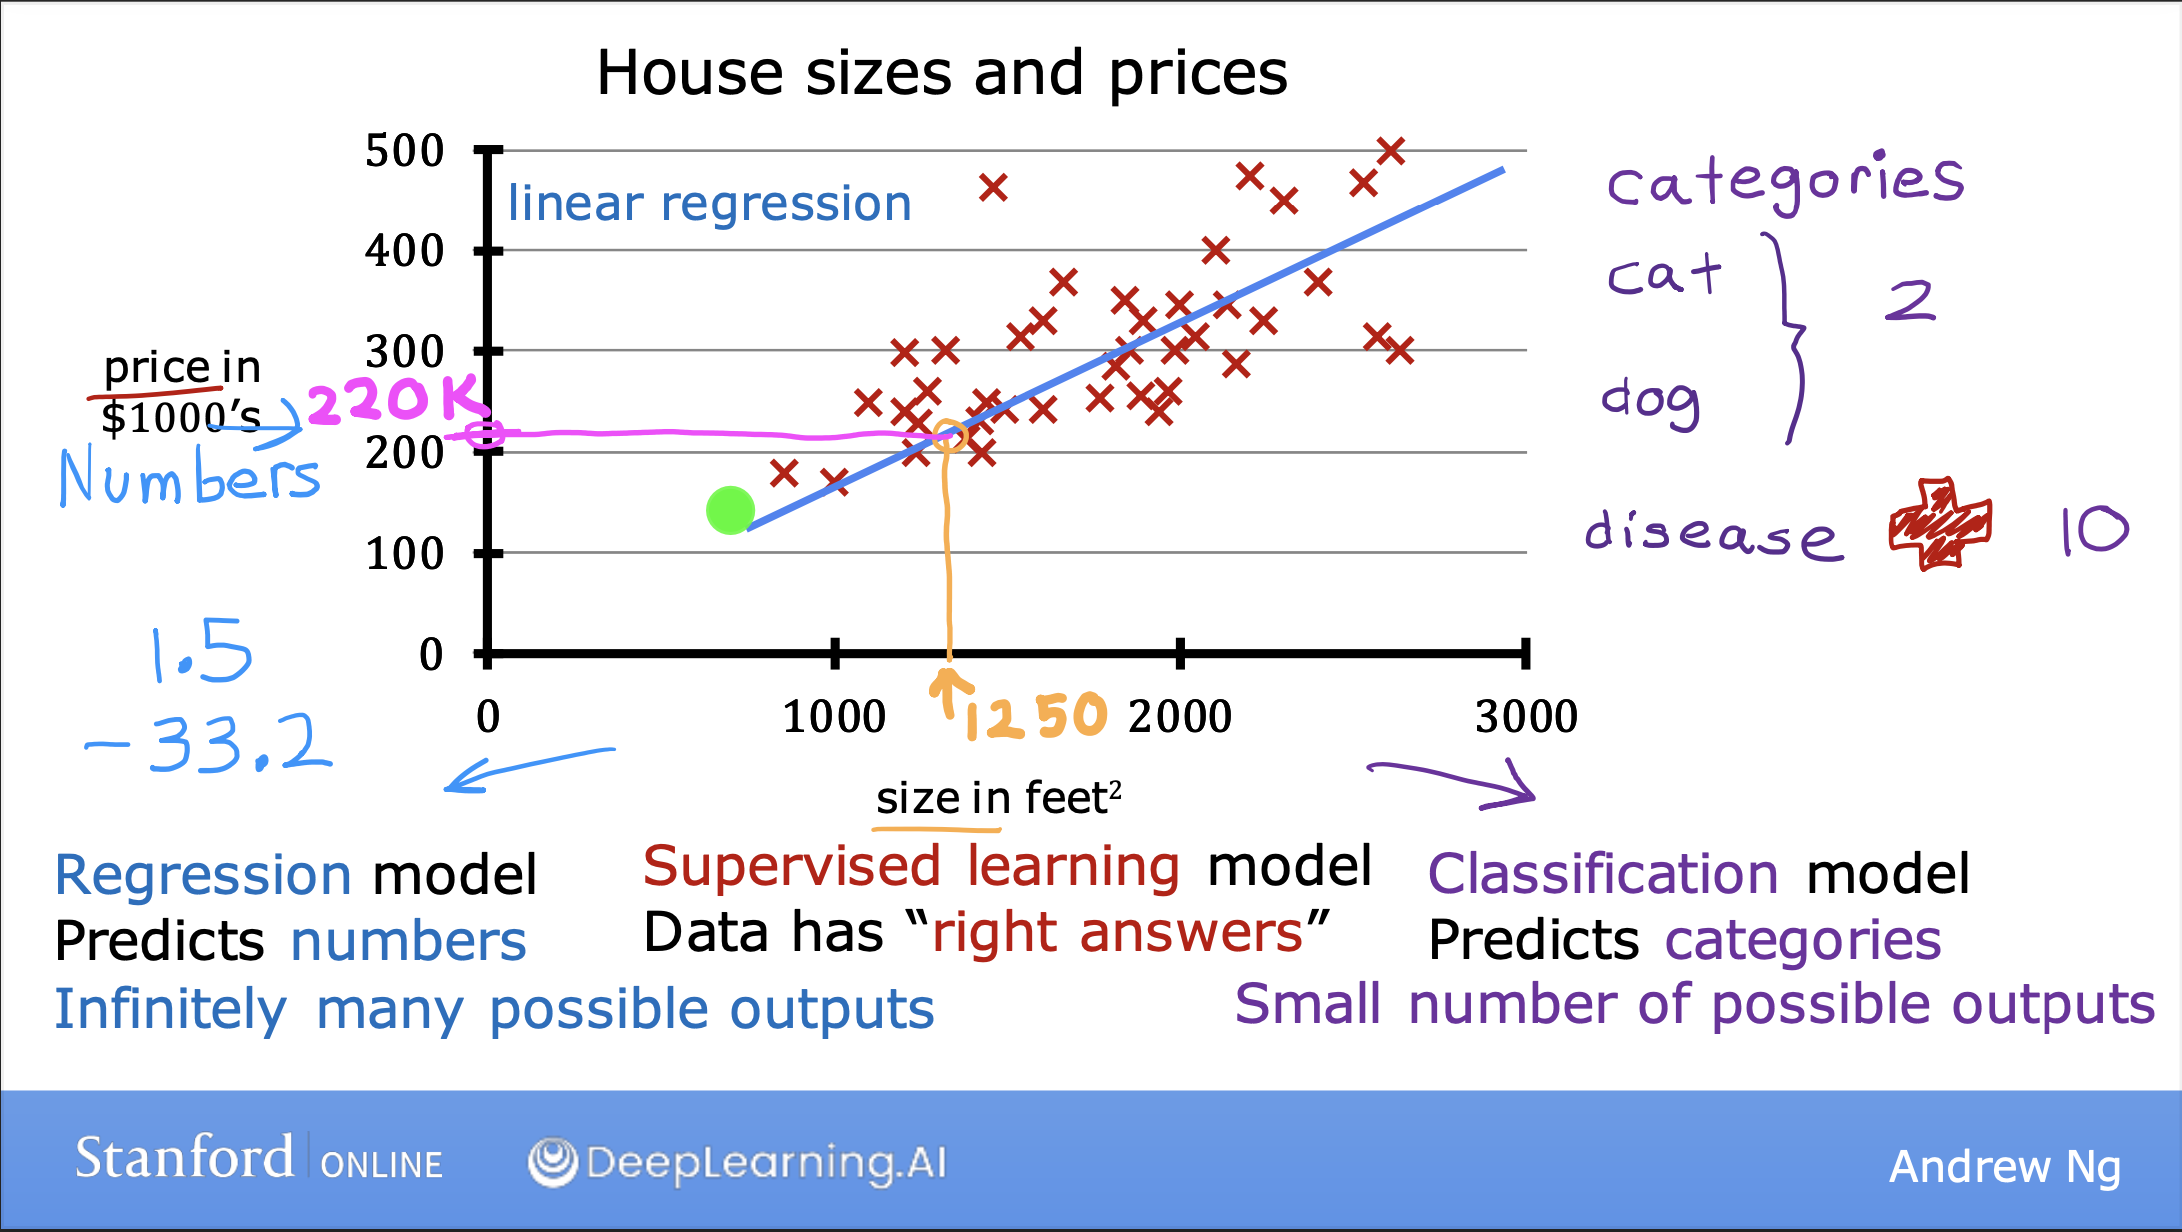 House sizes and prices
500
linear regression
400
300
price in
$1000's
220K
Numbers
200
100
0
0
1000
1250
2000
3000
size in feet²
1.5
-33.2
categories
cat
dog
2
disease
10
Regression model
Predicts numbers
Infinitely many possible outputs
Supervised learning model
Data has “right answers”
Classification model
Predicts categories
Small number of possible outputs
Stanford ONLINE
DeepLearning.AI
Andrew Ng